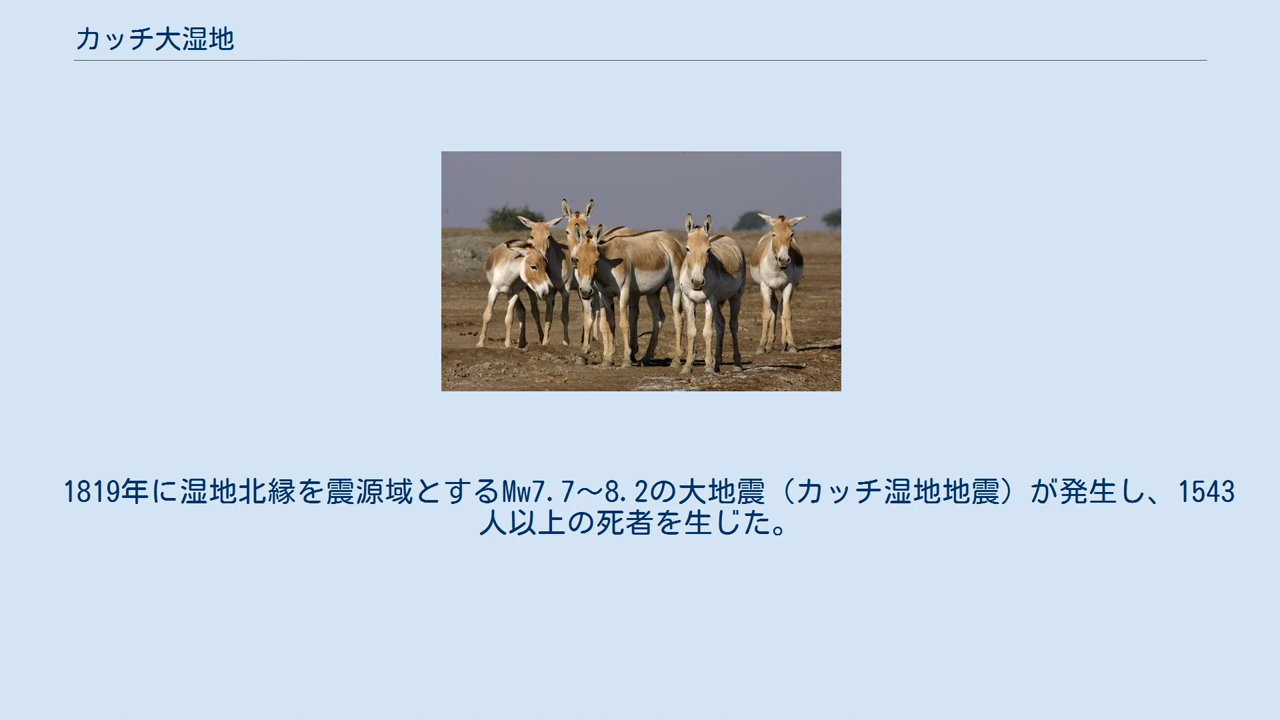 カッチ大湿地
1819年に湿地北縁を震源域とするMw7.7～8.2の大地震（カッチ湿地地震）が発生し、1543
人以上の死者を生じた。